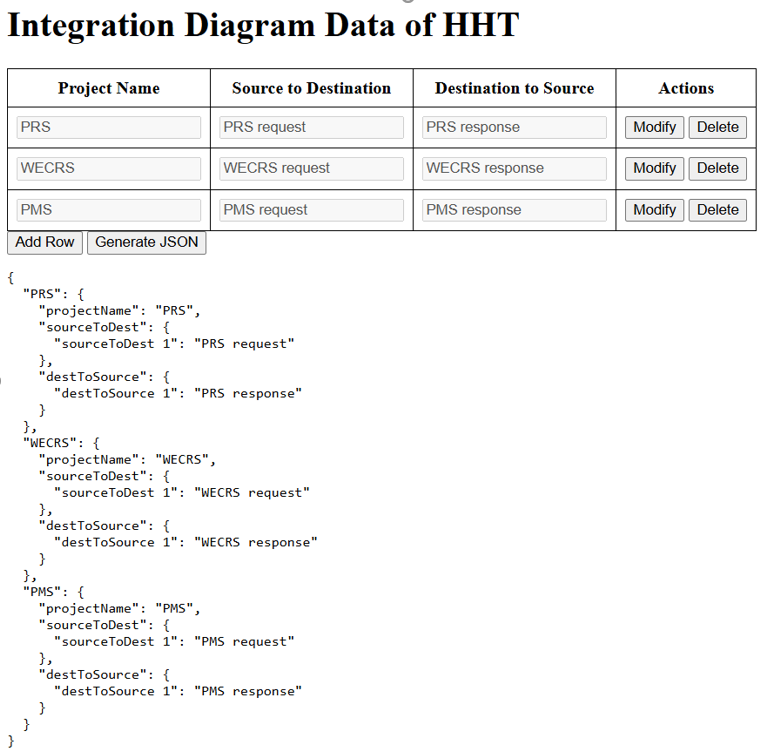 Integration Diagram Data of HHT
Project Name Source to Destination Destination to Source Actions
PRS PRS request PRS response Modify Delete
WECRS WECRS request WECRS response Modify Delete
PMS PMS request PMS response Modify Delete
Add Row Generate JSON
{
  "PRS": {
    "projectName": "PRS",
    "sourceToDest": {
      "sourceToDest 1": "PRS request"
    },
    "destToSource": {
      "destToSource 1": "PRS response"
    }
  },
  "WECRS": {
    "projectName": "WECRS",
    "sourceToDest": {
      "sourceToDest 1": "WECRS request"
    },
    "destToSource": {
      "destToSource 1": "WECRS response"
    }
  },
  "PMS": {
    "projectName": "PMS",
    "sourceToDest": {
      "sourceToDest 1": "PMS request"
    },
    "destToSource": {
      "destToSource 1": "PMS response"
    }
  }
}